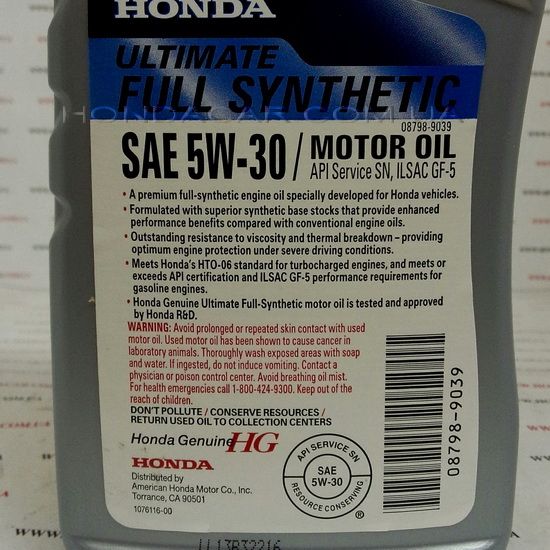 HONDA
ULTIMATE
FULL SYNTHETIC
HONDACAR.COM.UA
08798-9039
SAE 5W-30 / MOTOR OIL
API Service SN, ILSAC GF-5
• A premium full-synthetic engine oil specially developed for Honda vehicles.
• Formulated with superior synthetic base stocks that provide enhanced
performance benefits compared with conventional engine oils.
• Outstanding resistance to viscosity and thermal breakdown – providing
optimum engine protection under severe driving conditions.
• Meets Honda's HTO-06 standard for turbocharged engines, and meets or
exceeds API certification and ILSAC GF-5 performance requirements for
gasoline engines.
• Honda Genuine Ultimate Full-Synthetic motor oil is tested and approved
by Honda R&D.
WARNING: Avoid prolonged or repeated skin contact with used
motor oil. Used motor oil has been shown to cause cancer in
laboratory animals. Thoroughly wash exposed areas with soap
and water. If ingested, do not induce vomiting. Contact a
physician or poison control center. Avoid breathing oil mist.
For health emergencies call 1-800-424-9300. Keep out of the
reach of children.
DON'T POLLUTE / CONSERVE RESOURCES /
RETURN USED OIL TO COLLECTION CENTERS
Honda Genuine HG
HONDA
Distributed by
American Honda Motor Co., Inc.
Torrance, CA 90501
1076116-00
API SERVICE SN
SAE
5W-30
RESOURCE CONSERVING
08798-9039